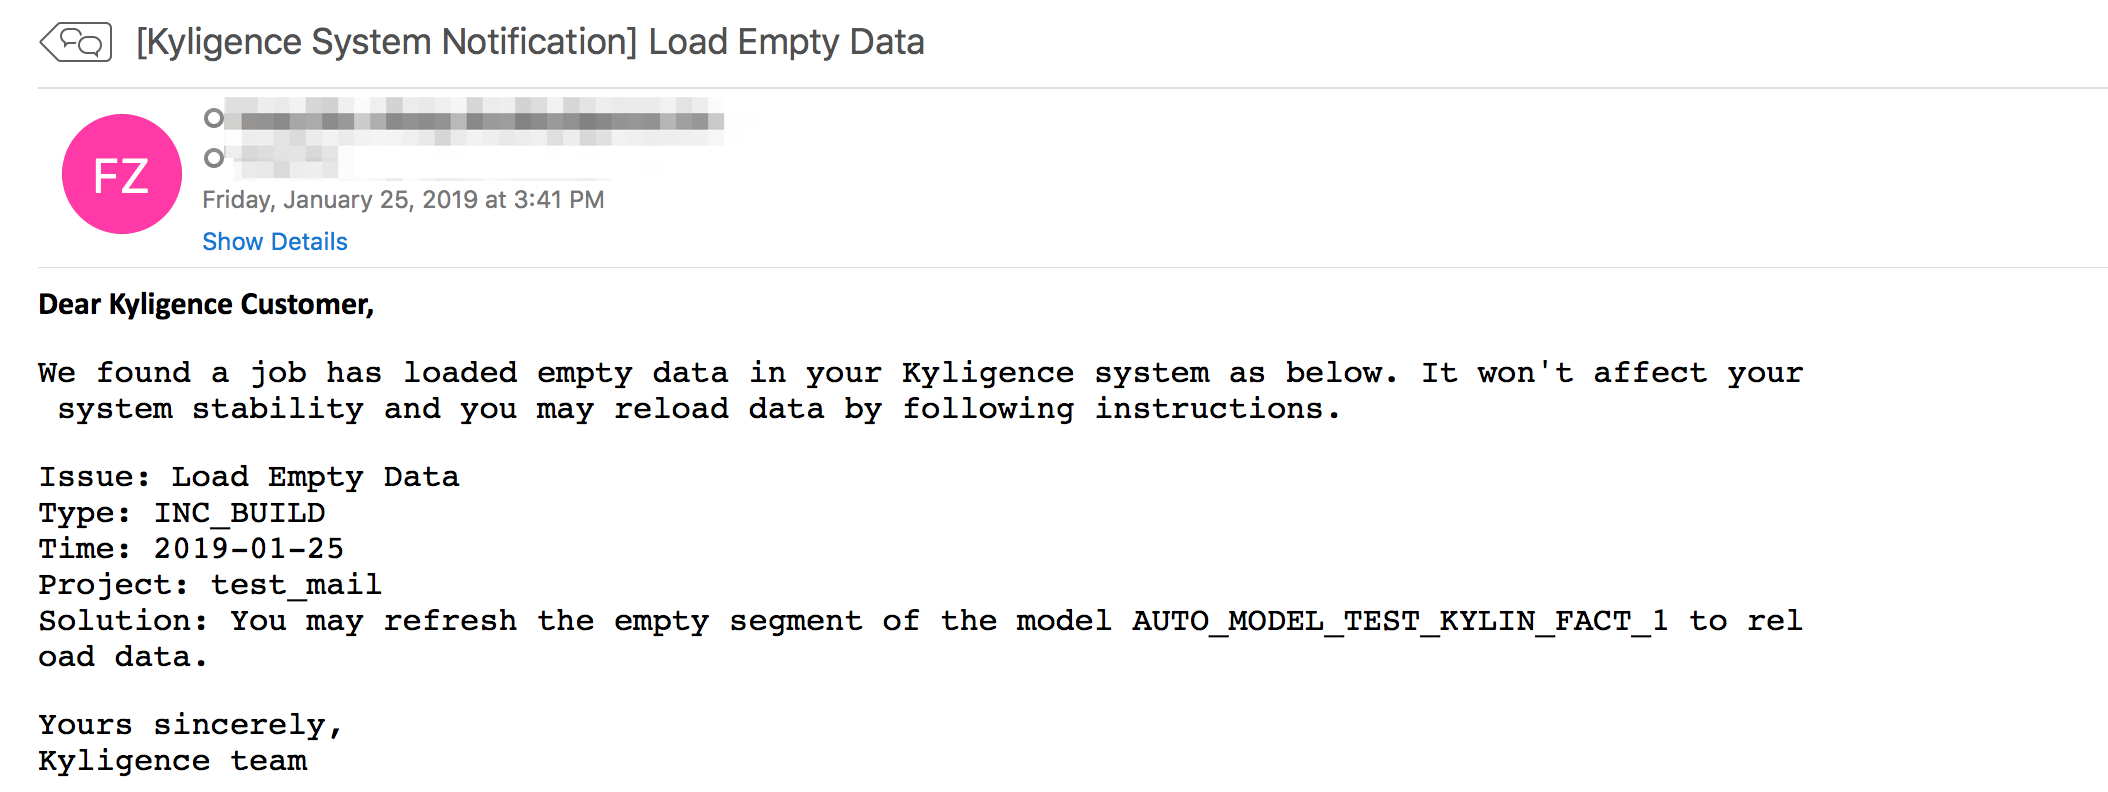 [Kyligence System Notification] Load Empty Data
FZ
Friday, January 25, 2019 at 3:41 PM
Show Details
Dear Kyligence Customer,
We found a job has loaded empty data in your Kyligence system as below. It won't affect your
system stability and you may reload data by following instructions.
Issue: Load Empty Data
Type: INC_BUILD
Time: 2019-01-25
Project: test_mail
Solution: You may refresh the empty segment of the model AUTO_MODEL_TEST_KYLIN_FACT_1 to rel
oad data.
Yours sincerely,
Kyligence team